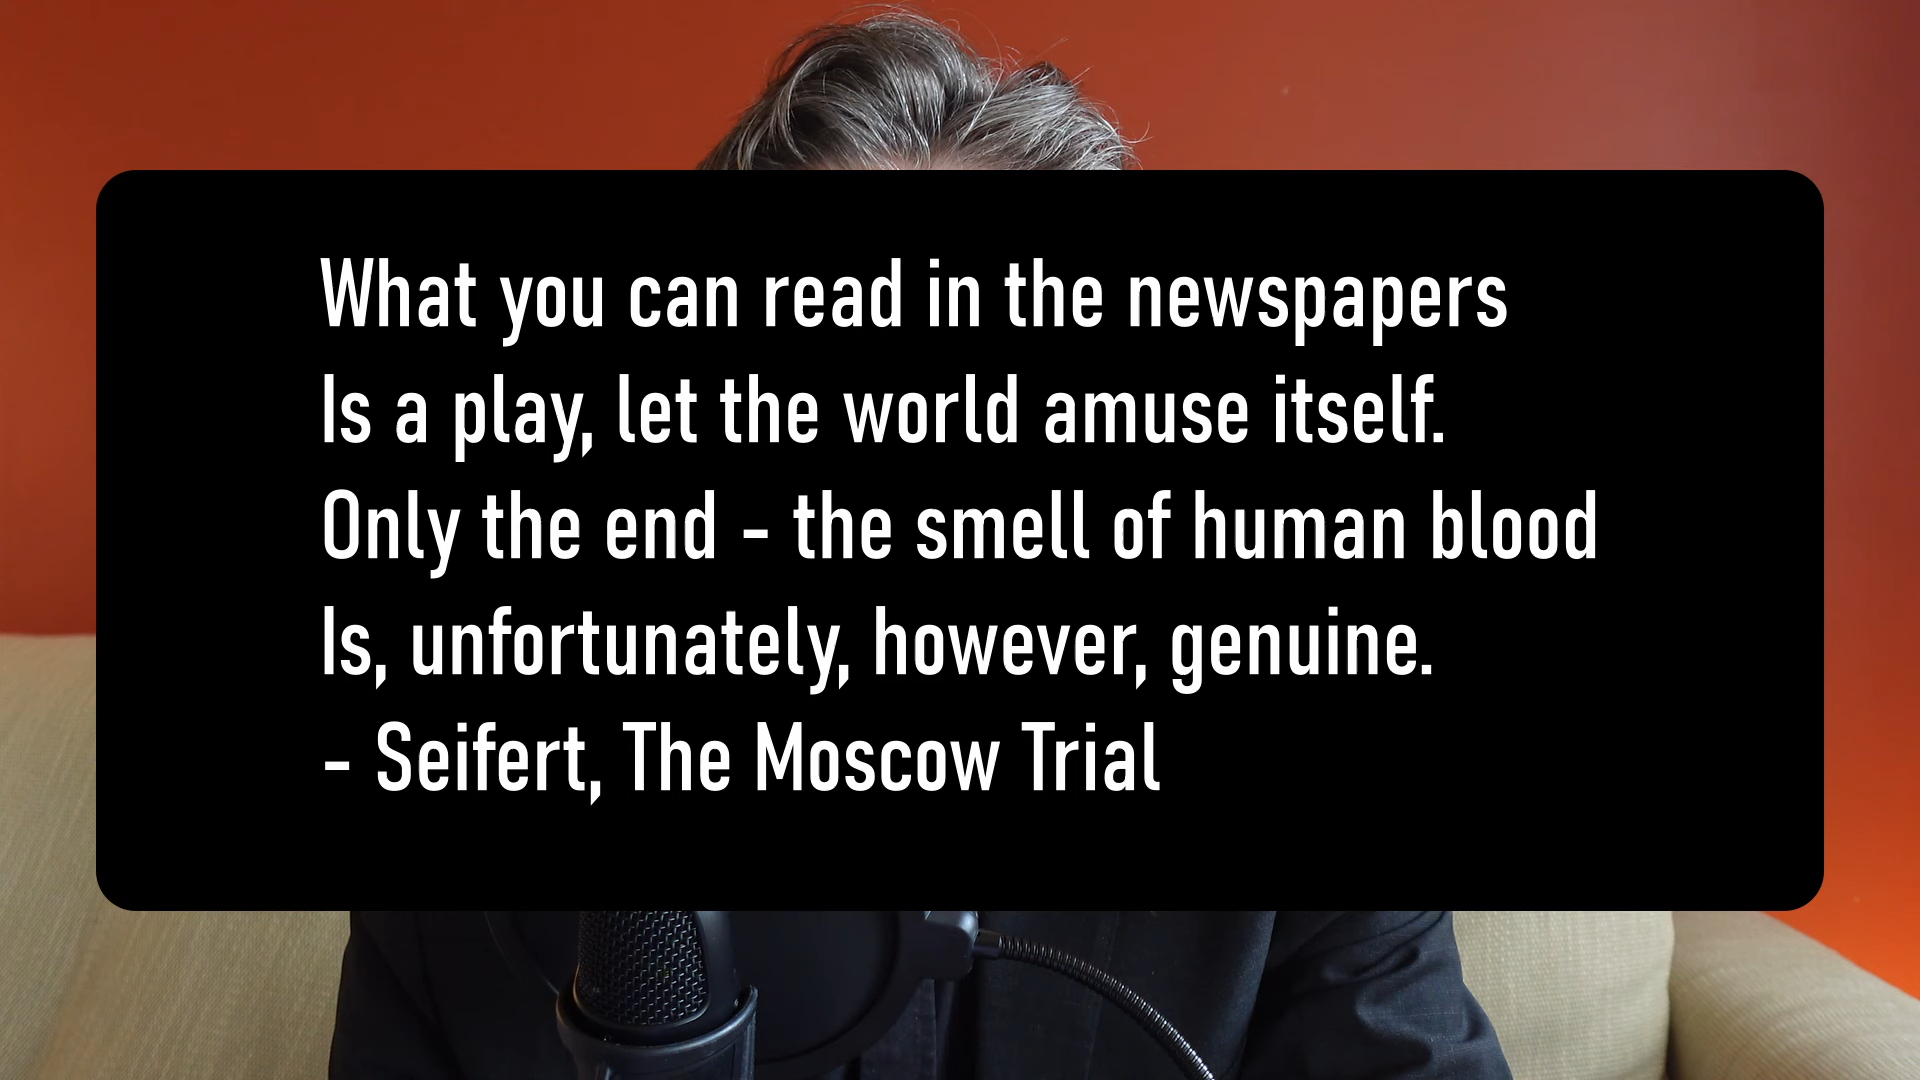 What you can read in the newspapers
Is a play, let the world amuse itself.
Only the end - the smell of human blood
Is, unfortunately, however, genuine.
- Seifert, The Moscow Trial